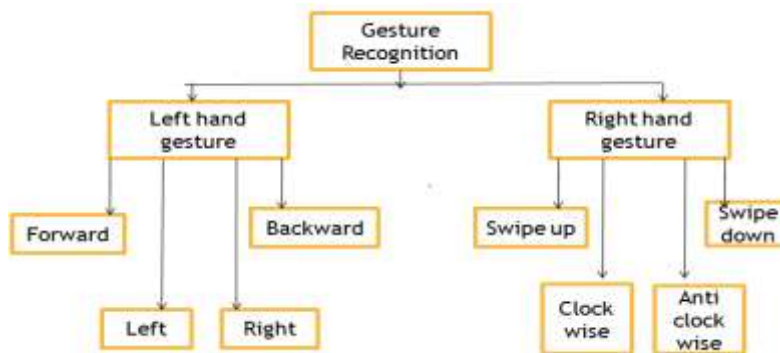 Gesture
Recognition
Left hand
gesture
Right hand
gesture
Forward
Backward
Swipe up
Swipe
down
Left
Right
Clock
wise
Anti
clock
wise